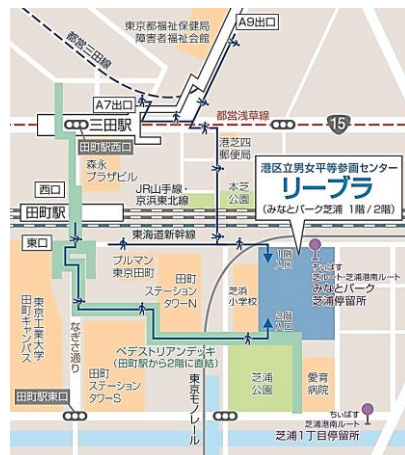 東京都福祉保健局
障害者福祉会館
A9出口
都営三田線
A7出口
三田駅
都営浅草線
15
田町駅西口
港芝四
郵便局
森永
プラザビル
西口
JR山手線・
京浜東北線
本芝
公園
港区立男女平等参画センター
リーブラ
(みなとパーク芝浦 1階/2階)
田町駅
東海道新幹線
東口
プルマン
東京田町
田町
ステーション
タワーN
芝浜
小学校
1階
入口
ちぃばす
芝ルート・芝浦港南ルート
みなとパーク
芝浦停留所
2階
入口
東京工業大学
田町キャンパス
なぎさ通り
ペデストリアンデッキ
(田町駅から2階に直結)
田町
ステーション
タワーS
東京モノレール
芝浦
公園
愛育
病院
田町駅東口
ちぃばす
芝浦港南ルート
芝浦1丁目停留所